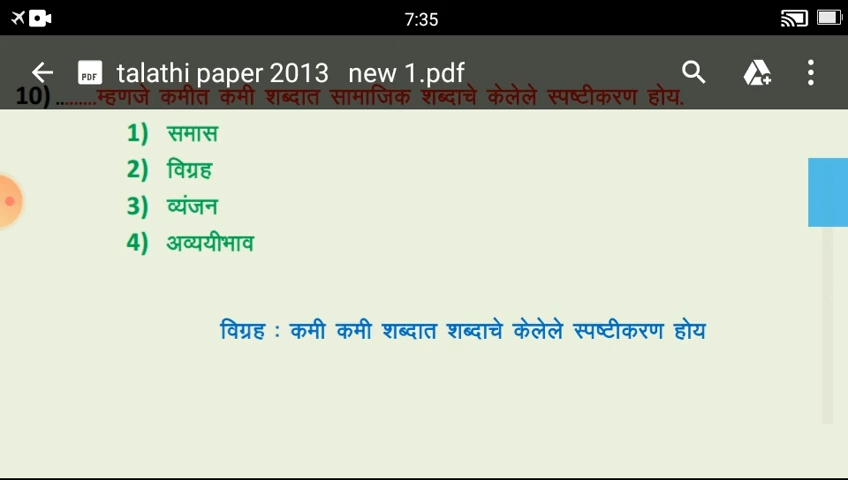 7:35
PDF talathi paper 2013 new 1.pdf
10) .........म्हणजे कमीत कमी शब्दात सामाजिक शब्दाचे केलेले स्पष्टीकरण होय.
1) समास
2) विग्रह
3) व्यंजन
4) अव्ययीभाव
विग्रह : कमी कमी शब्दात शब्दाचे केलेले स्पष्टीकरण होय